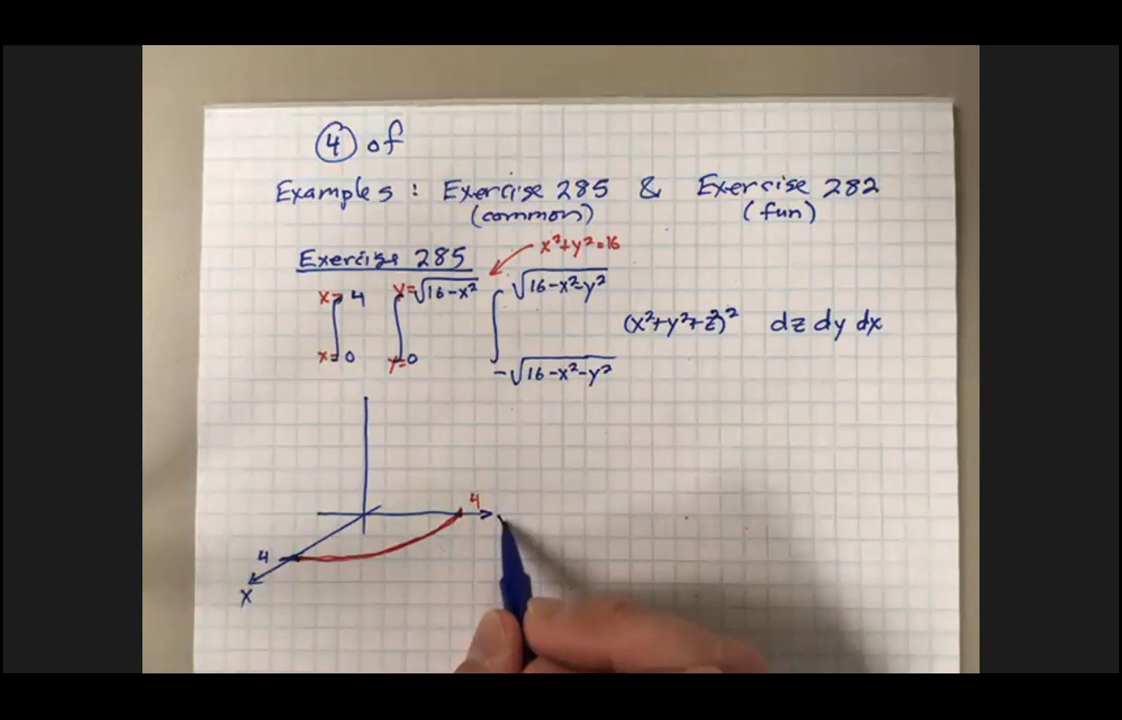 ④ of
Examples : Exercise 285 & Exercise 282
(common) (fun)
Exercise 285
x²+y²=16
x=4 y=√16-x² √16-x²-y²
∫ ∫ ∫ (x²+y²+z²)² dz dy dx
x=0 y=0 -√16-x²-y²
4
4
x